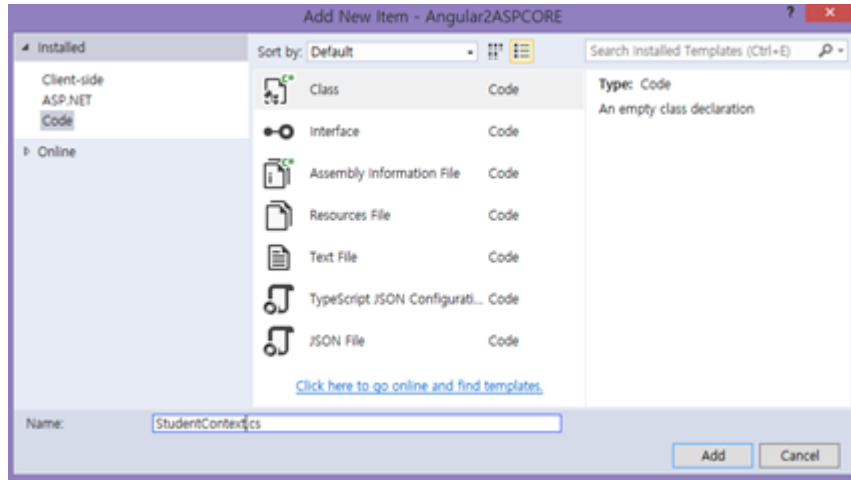 Add New Item - Angular2ASPCORE
? ×
Installed
Client-side
ASP.NET
Code
Online
Sort by: Default
Search Installed Templates (Ctrl+E)
Class Code
Interface Code
Assembly Information File Code
Resources File Code
Text File Code
TypeScript JSON Configurati... Code
JSON File Code
Click here to go online and find templates.
Type: Code
An empty class declaration
Name: StudentContext.cs
Add Cancel